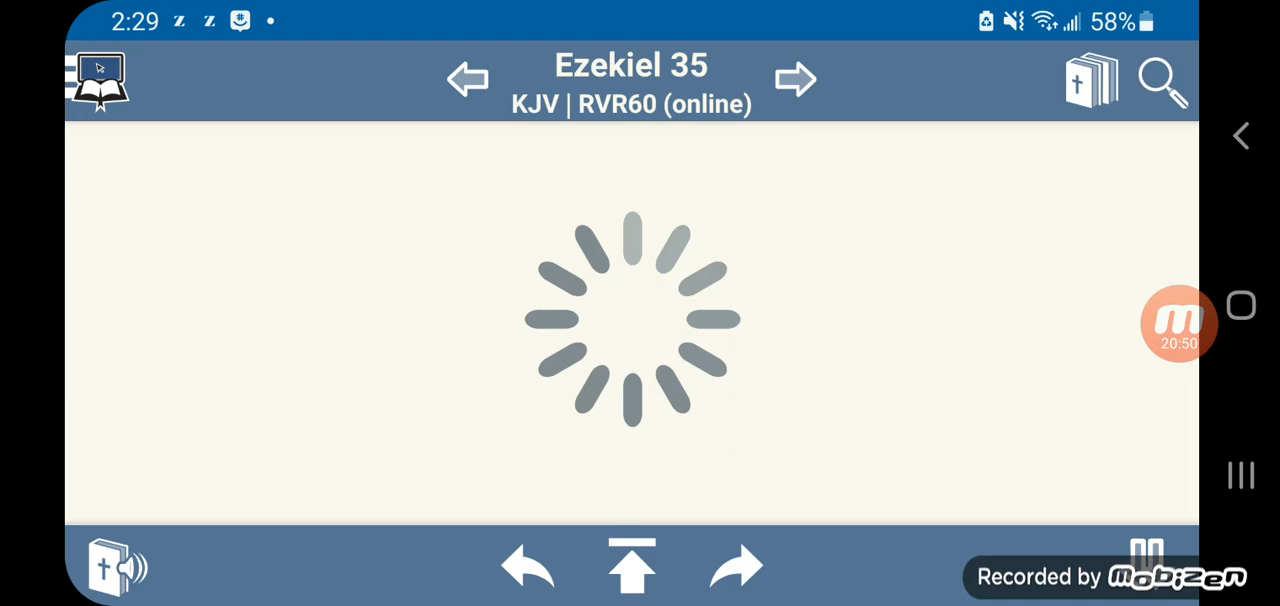 2:29 z z 58%
Ezekiel 35
KJV | RVR60 (online)
20:50
Recorded by Mobizen